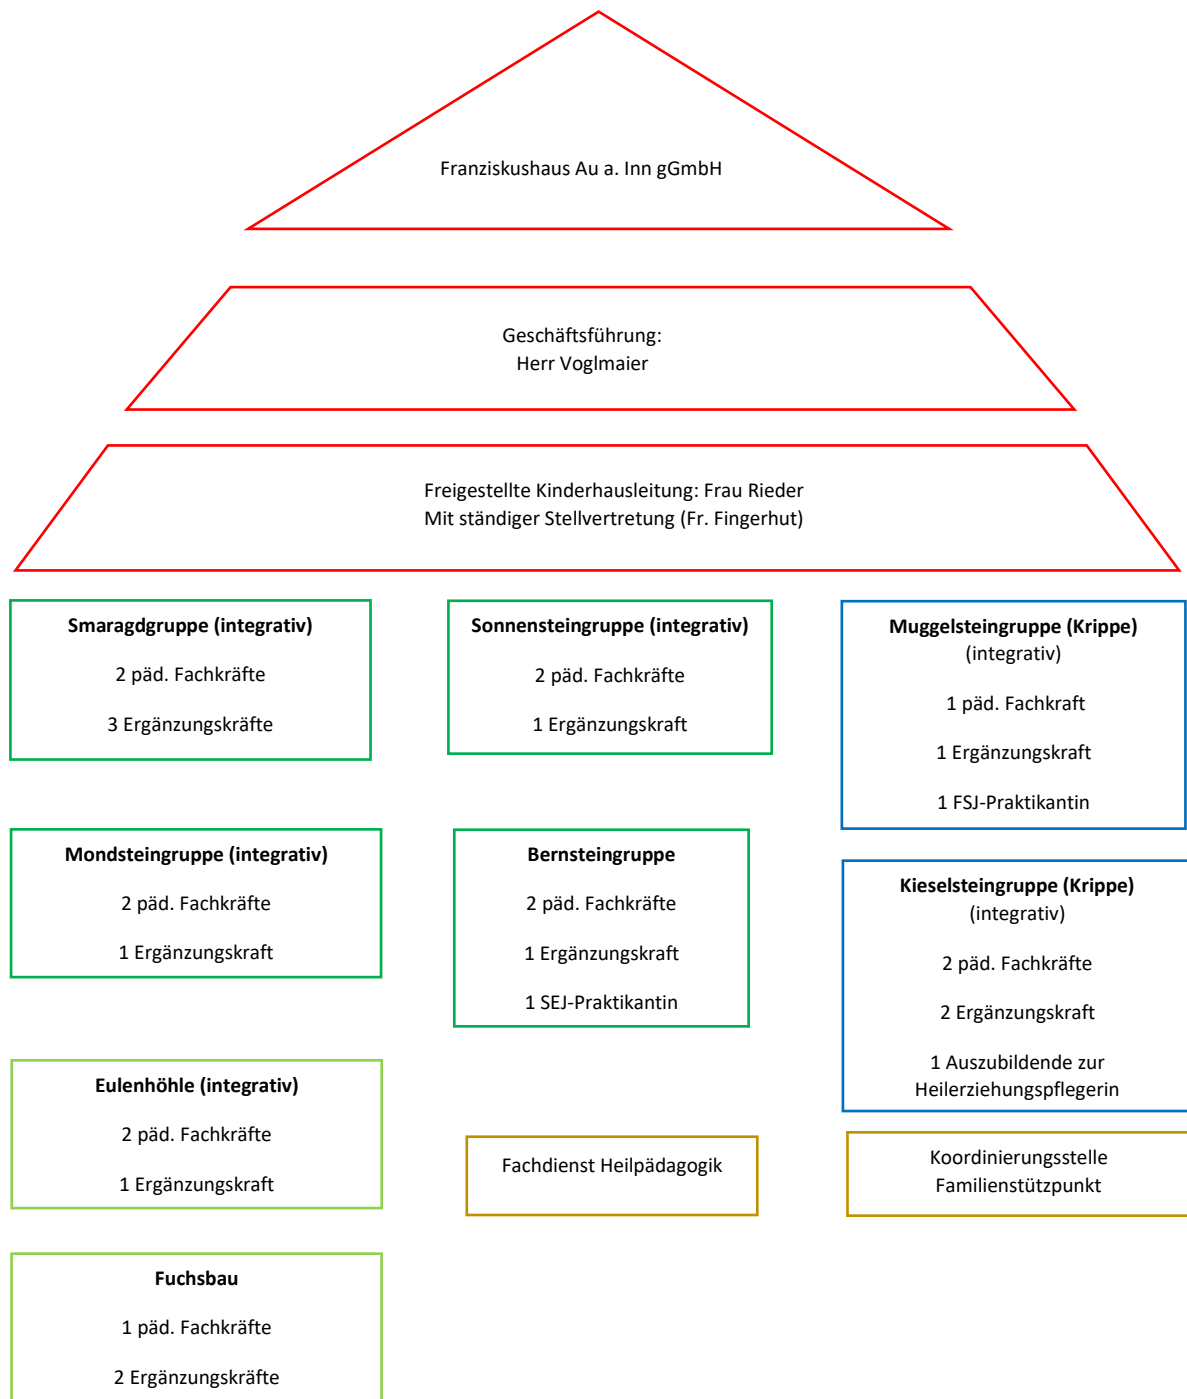 Franziskushaus Au a. Inn gGmbH
Geschäftsführung:
Herr Voglmaier
Freigestellte Kinderhausleitung: Frau Rieder
Mit ständiger Stellvertretung (Fr. Fingerhut)
Smaragdgruppe (integrativ)
2 päd. Fachkräfte
3 Ergänzungskräfte
Sonnensteingruppe (integrativ)
2 päd. Fachkräfte
1 Ergänzungskraft
Muggelsteingruppe (Krippe)
(integrativ)
1 päd. Fachkraft
1 Ergänzungskraft
1 FSJ-Praktikantin
Mondsteingruppe (integrativ)
2 päd. Fachkräfte
1 Ergänzungskraft
Bernsteingruppe
2 päd. Fachkräfte
1 Ergänzungskraft
1 SEJ-Praktikantin
Kieselsteingruppe (Krippe)
(integrativ)
2 päd. Fachkräfte
2 Ergänzungskraft
1 Auszubildende zur
Heilerziehungspflegerin
Eulenhöhle (integrativ)
2 päd. Fachkräfte
1 Ergänzungskraft
Fachdienst Heilpädagogik
Koordinierungsstelle
Familienstützpunkt
Fuchsbau
1 päd. Fachkräfte
2 Ergänzungskräfte